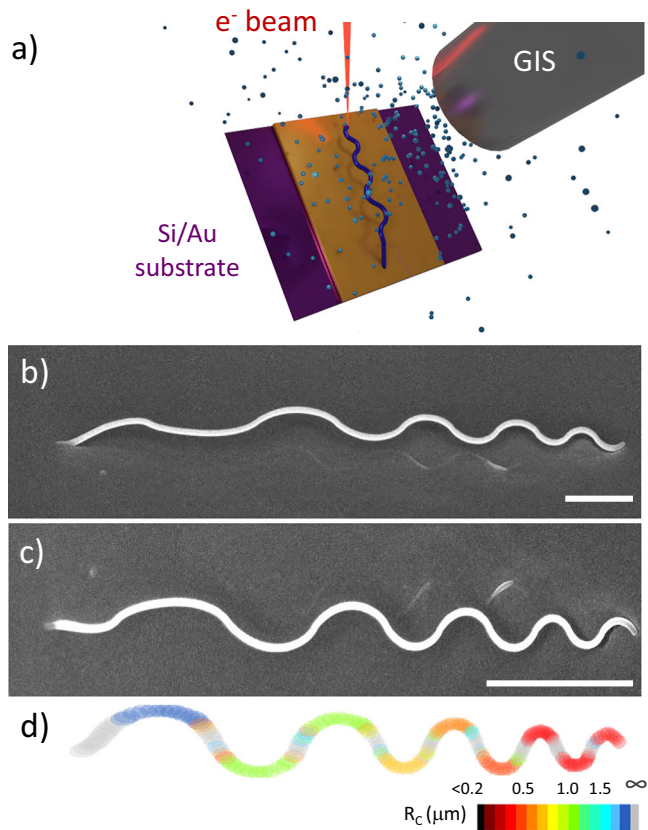 e⁻ beam
a)
GIS
Si/Au
substrate
b)
c)
d)
<0.2 0.5 1.0 1.5 ∞
R_C (μm)